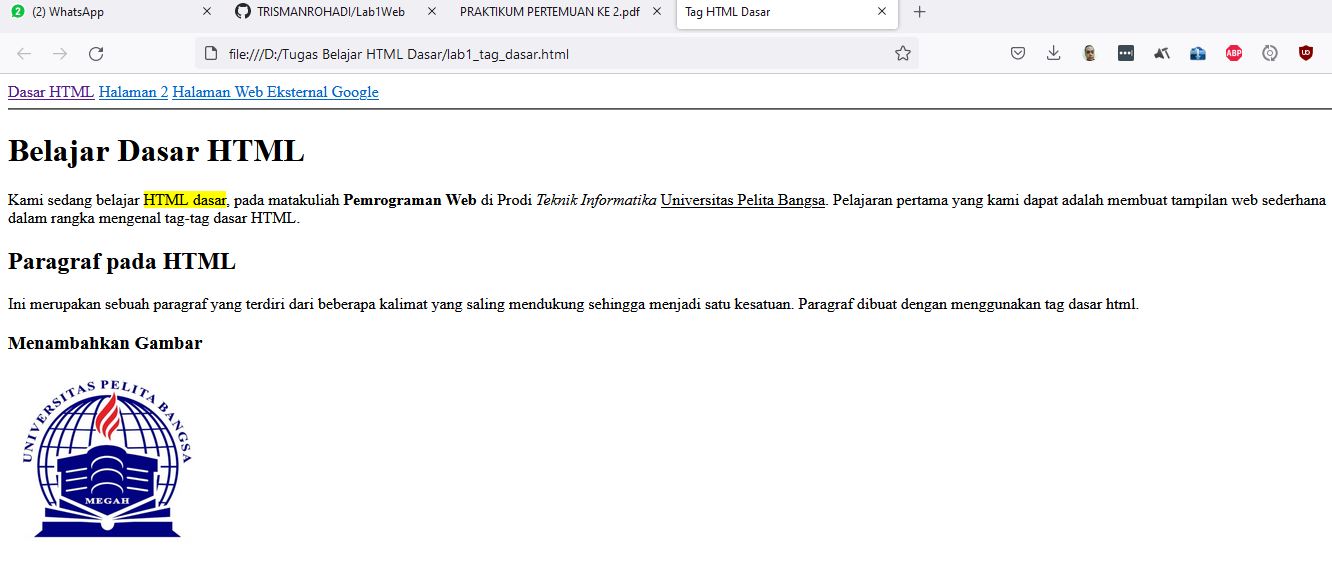 (2) WhatsApp
TRISMANROHADI/Lab1Web
PRAKTIKUM PERTEMUAN KE 2.pdf
Tag HTML Dasar
file:///D:/Tugas Belajar HTML Dasar/lab1_tag_dasar.html
ABP
Dasar HTML Halaman 2 Halaman Web Eksternal Google
Belajar Dasar HTML
Kami sedang belajar HTML dasar, pada matakuliah Pemrograman Web di Prodi Teknik Informatika Universitas Pelita Bangsa. Pelajaran pertama yang kami dapat adalah membuat tampilan web sederhana
dalam rangka mengenal tag-tag dasar HTML.
Paragraf pada HTML
Ini merupakan sebuah paragraf yang terdiri dari beberapa kalimat yang saling mendukung sehingga menjadi satu kesatuan. Paragraf dibuat dengan menggunakan tag dasar html.
Menambahkan Gambar
UNIVERSITAS PELITA BANGSA
MEGAH